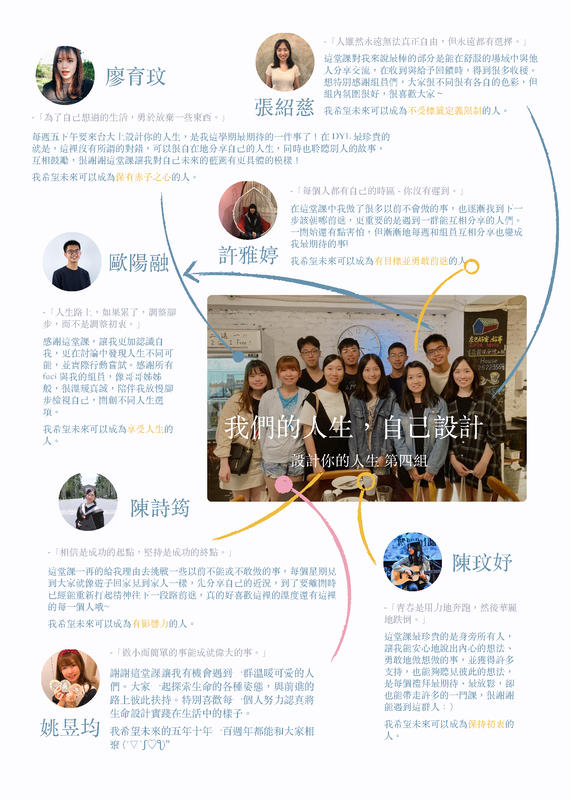 -「人雖然永遠無法真正自由，但永遠都有選擇。」
這堂課對我來說最棒的部分是能在舒服的場域中與他
人分享交流，在收到與給予回饋時，得到很多收穫。
想特別感謝組員們，大家很不同很有各自的色彩，但
組內氛圍很好，很喜歡大家~
我希望未來可以成為不受標籤定義限制的人。
張紹慈
廖育玟
-「為了自己想過的生活，勇於放棄一些東西。」
每週五下午要來台大上設計你的人生，是我這學期最期待的一件事了！在 DYL 最珍貴的
就是，這裡沒有所謂的對錯，可以很自在地分享自己的人生，同時也聆聽別人的故事，
互相鼓勵，很謝謝這堂課讓我對自己未來的藍圖有更具體的模樣！
我希望未來可以成為保有赤子之心的人。
-「每個人都有自己的時區 - 你沒有遲到。」
在這堂課中我做了很多以前不會做的事，也逐漸找到下一
步該朝哪前進，更重要的是遇到一群能互相分享的人們。
一開始還有點害怕，但漸漸地每週和組員互相分享也變成
我最期待的事!
我希望未來可以成為有目標並勇敢前進的人
許雅婷
歐陽融
-「人生路上，如果累了，調整腳
步，而不是調整初衷。」
感謝這堂課，讓我更加認識自
我，更在討論中發現人生不同可
能，並實際行動嘗試。感謝所有
faci 與我的組員，像哥哥姊姊
般，很溫暖真誠，陪伴我放慢腳
步檢視自己，開創不同人生選
項。
我希望未來可以成為享受人生的
人。
House
我們的人生，自己設計
設計你的人生 第四組
陳詩筠
-「相信是成功的起點，堅持是成功的終點。」
這堂課一再的給我理由去挑戰一些以前不能或不敢做的事，每個星期見
到大家就像遊子回家見到家人一樣，先分享自己的近況，到了要離開時
已經能重新打起精神往下一段路前進，真的好喜歡這裡的溫度還有這裡
的每一個人哦~
我希望未來可以成為有影響力的人。
陳玟妤
-「青春是用力地奔跑，然後華麗
地跌倒。」
這堂課最珍貴的是身旁所有人，
讓我能安心地說出內心的想法、
勇敢地做想做的事，並獲得許多
支持，也能夠聽見彼此的想法，
是每個禮拜最期待、最放鬆，卻
也能帶走許多的一門課，很謝謝
能遇到這群人：）
我希望未來可以成為保持初衷的
人。
-「微小而簡單的事能成就偉大的事。」
謝謝這堂課讓我有機會遇到一群溫暖可愛的人
們。大家一起探索生命的各種姿態，與前進的
路上彼此扶持。特別喜歡每一個人努力認真將
生命設計實踐在生活中的樣子。
我希望未來的五年十年一百週年都能和大家相
聚
姚昱均